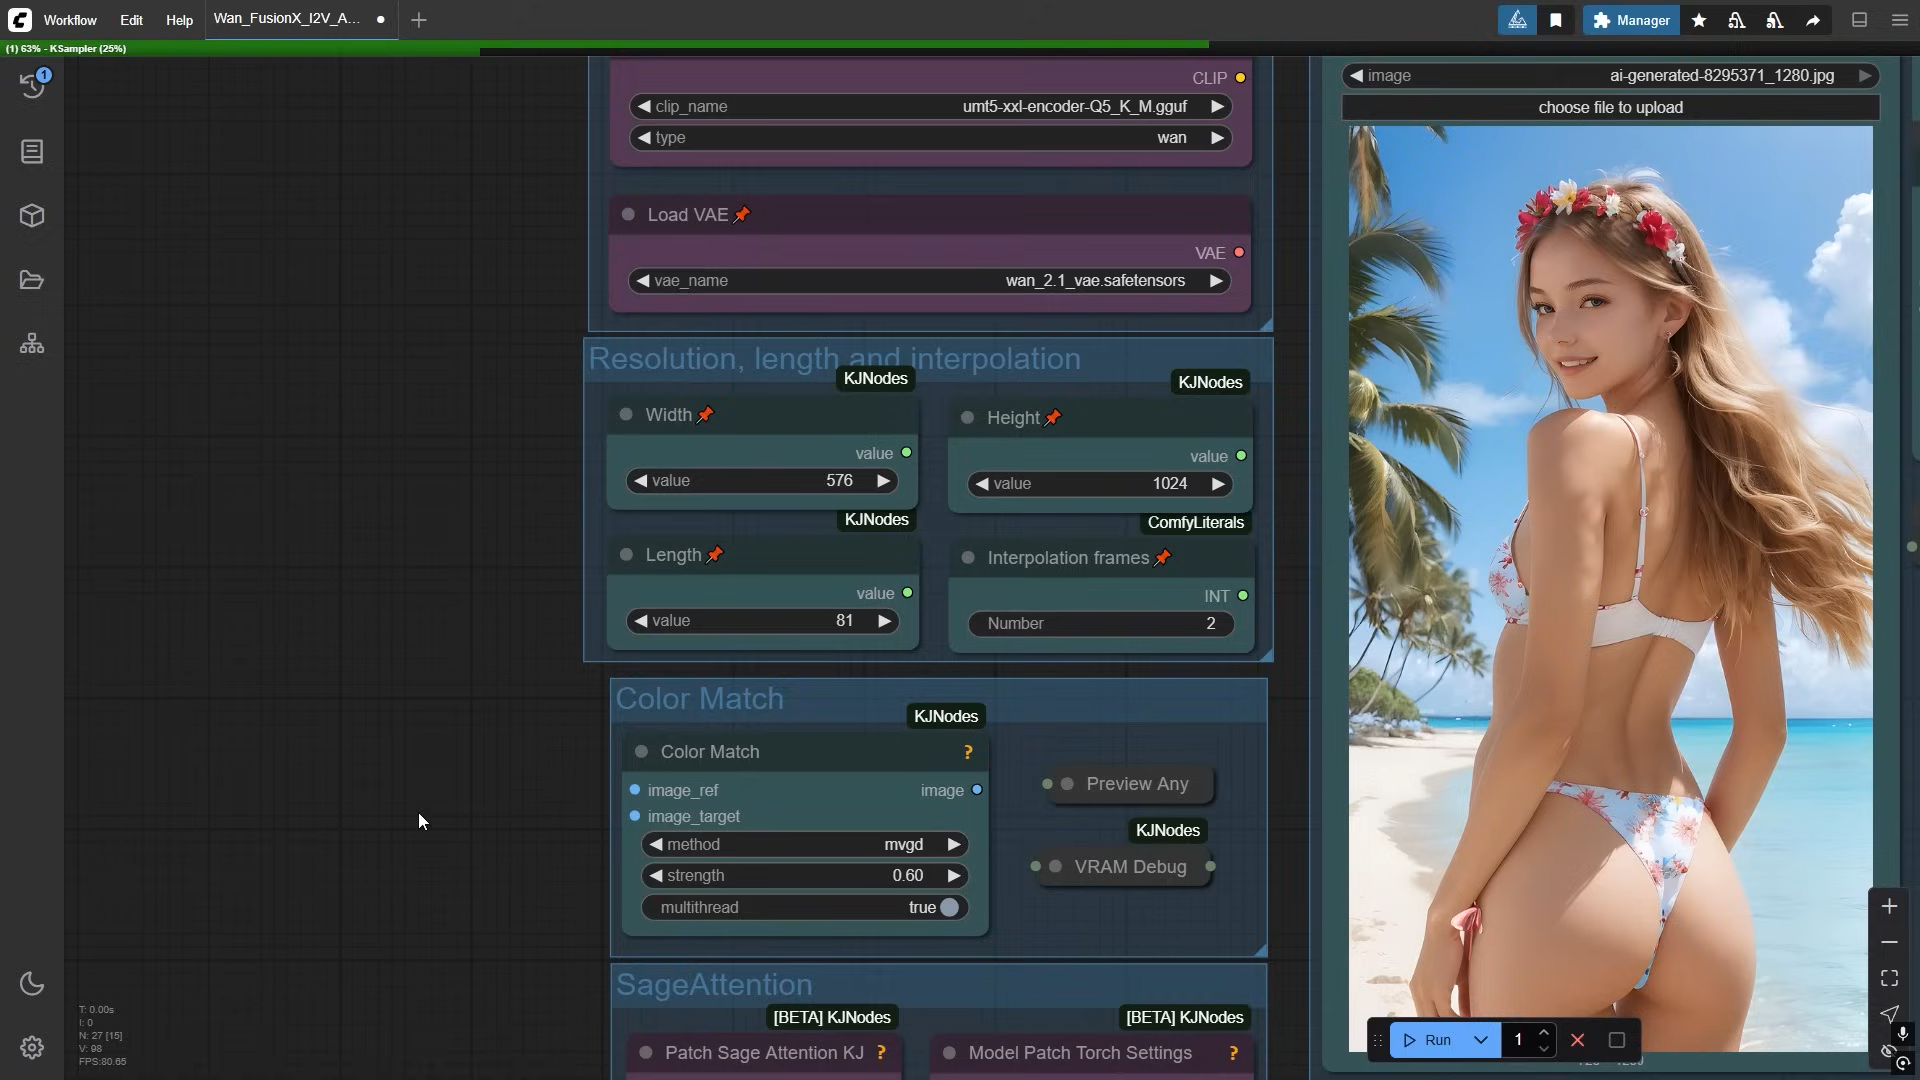 Workflow Edit Help Wan_FusionX_I2V_A...
Manager
(1) 63% - KSampler (25%)
1
CLIP
clip_name umt5-xxl-encoder-Q5_K_M.gguf
type wan
Load VAE
VAE
vae_name wan_2.1_vae.safetensors
Resolution, length and interpolation
KJNodes
KJNodes
Width
Height
value
value
value 576
value 1024
KJNodes
ComfyLiterals
Length
Interpolation frames
value
INT
value 81
Number 2
Color Match
KJNodes
Color Match ?
image_ref image
image_target
method mvgd
strength 0.60
multithread true
Preview Any
KJNodes
VRAM Debug
SageAttention
[BETA] KJNodes
[BETA] KJNodes
Patch Sage Attention KJ ?
Model Patch Torch Settings ?
image ai-generated-8295371_1280.jpg
choose file to upload
Run 1
T: 0.00s
I: 0
N: 27 [15]
V: 98
FPS:80.65